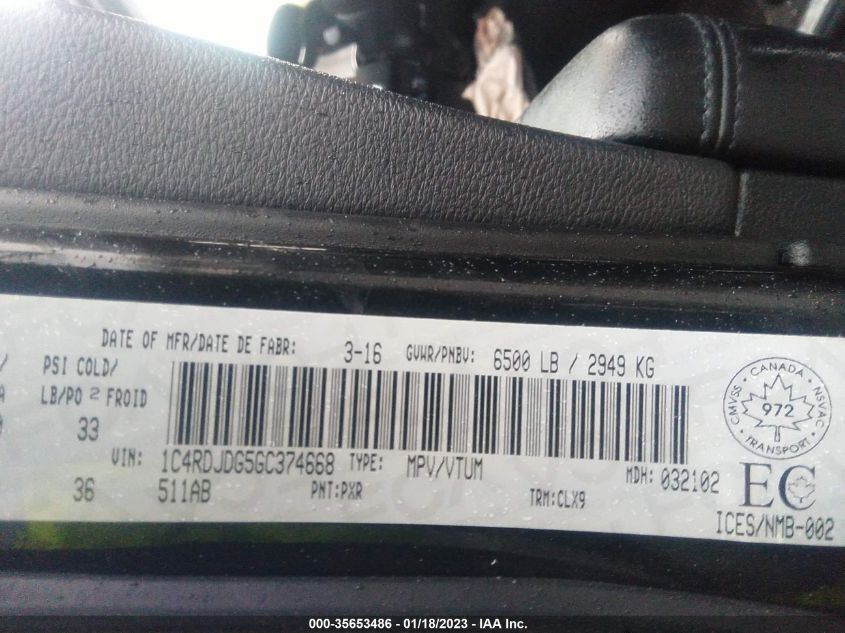 DATE OF MFR/DATE DE FABR: 3-16 GVWR/PNBV: 6500 LB / 2949 KG
PSI COLD/
LB/PO 2 FROID
33
36
VIN: 1C4RDJDG5GC374668 TYPE: MPV/VTUM MDH: 032102
511AB PNT:PXR TRM:CLX9
CMVSS CANADA NSVAC
972
TRANSPORT
EC
ICES/NMB-002
000-35653486 - 01/18/2023 - IAA Inc.